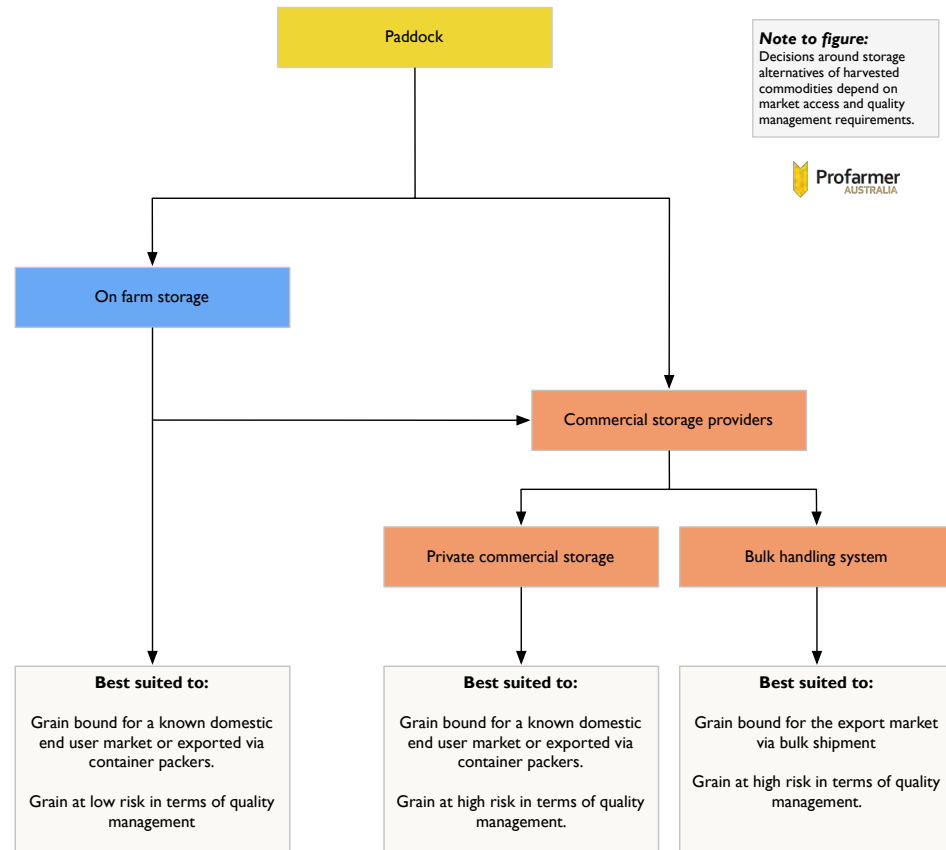 Paddock
Note to figure:
Decisions around storage
alternatives of harvested
commodities depend on
market access and quality
management requirements.
Profarmer
AUSTRALIA
On farm storage
Commercial storage providers
Private commercial storage
Bulk handling system
Best suited to:
Grain bound for a known domestic
end user market or exported via
container packers.
Grain at low risk in terms of quality
management
Best suited to:
Grain bound for a known domestic
end user market or exported via
container packers.
Grain at high risk in terms of quality
management.
Best suited to:
Grain bound for the export market
via bulk shipment
Grain at high risk in terms of quality
management.